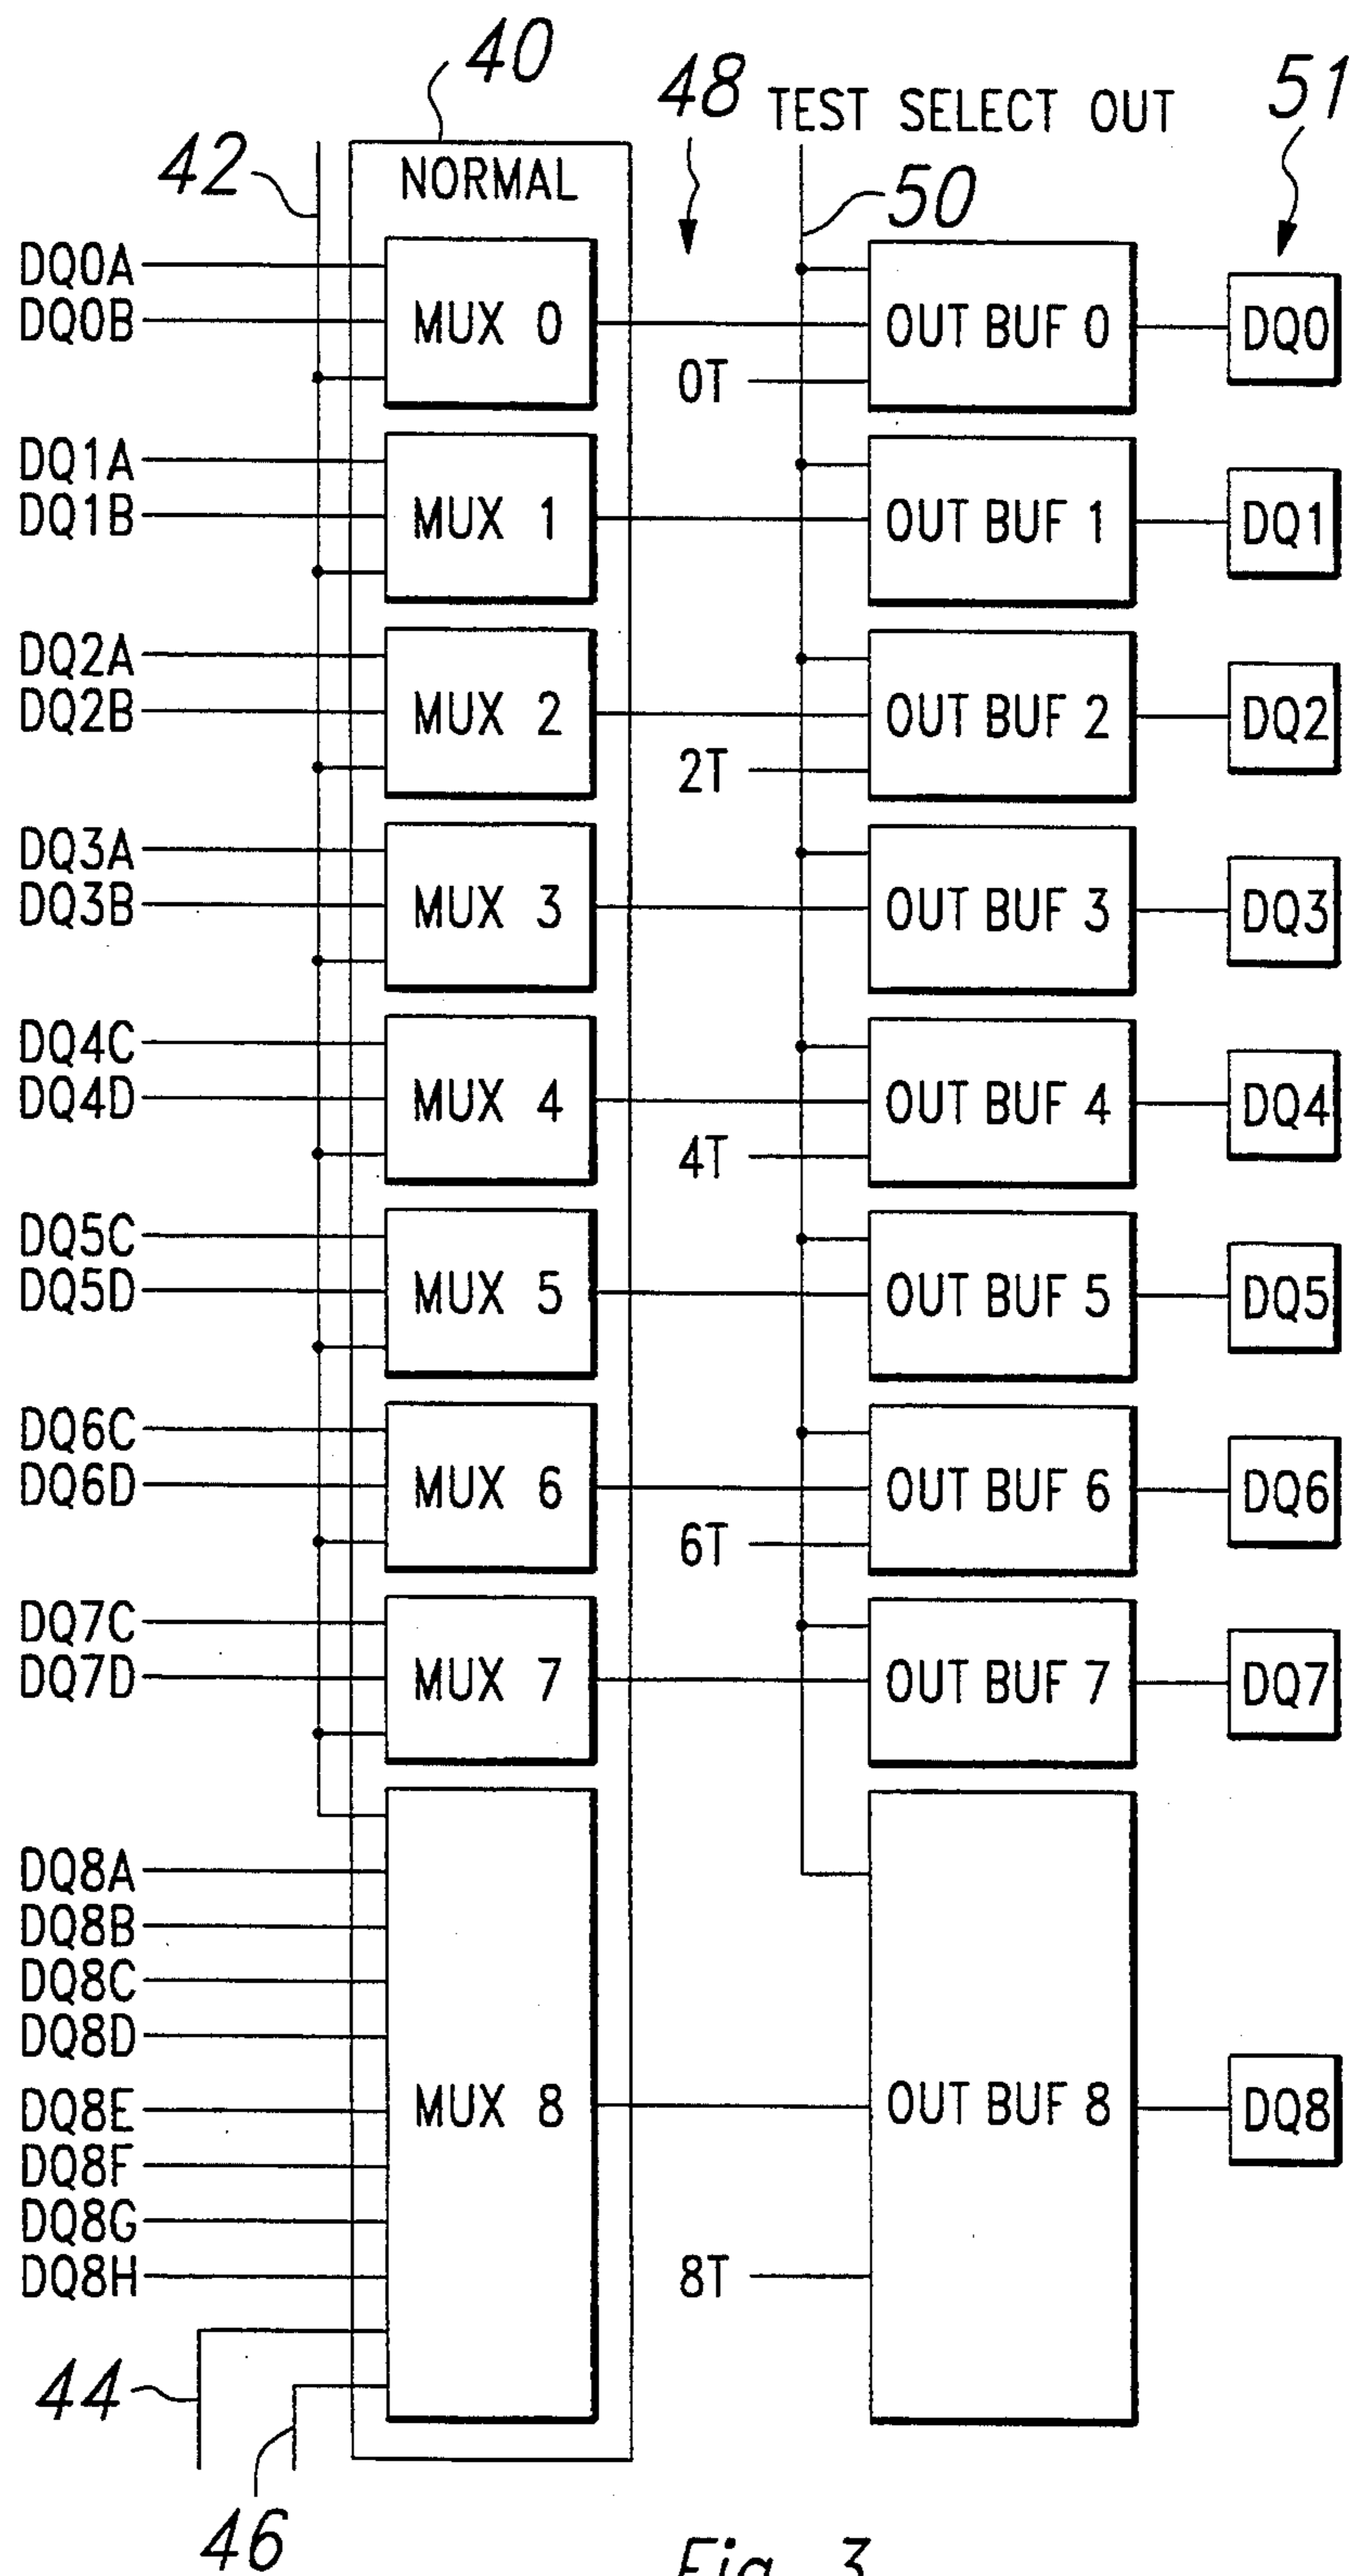 40
48
TEST SELECT OUT
51
42
NORMAL
50
DQ0A
DQ0B
MUX 0
0T
OUT BUF 0
DQ0
DQ1A
DQ1B
MUX 1
OUT BUF 1
DQ1
DQ2A
DQ2B
MUX 2
2T
OUT BUF 2
DQ2
DQ3A
DQ3B
MUX 3
OUT BUF 3
DQ3
DQ4C
DQ4D
MUX 4
4T
OUT BUF 4
DQ4
DQ5C
DQ5D
MUX 5
OUT BUF 5
DQ5
DQ6C
DQ6D
MUX 6
6T
OUT BUF 6
DQ6
DQ7C
DQ7D
MUX 7
OUT BUF 7
DQ7
DQ8A
DQ8B
DQ8C
DQ8D
DQ8E
DQ8F
DQ8G
DQ8H
MUX 8
8T
OUT BUF 8
DQ8
44
46
Fig. 3